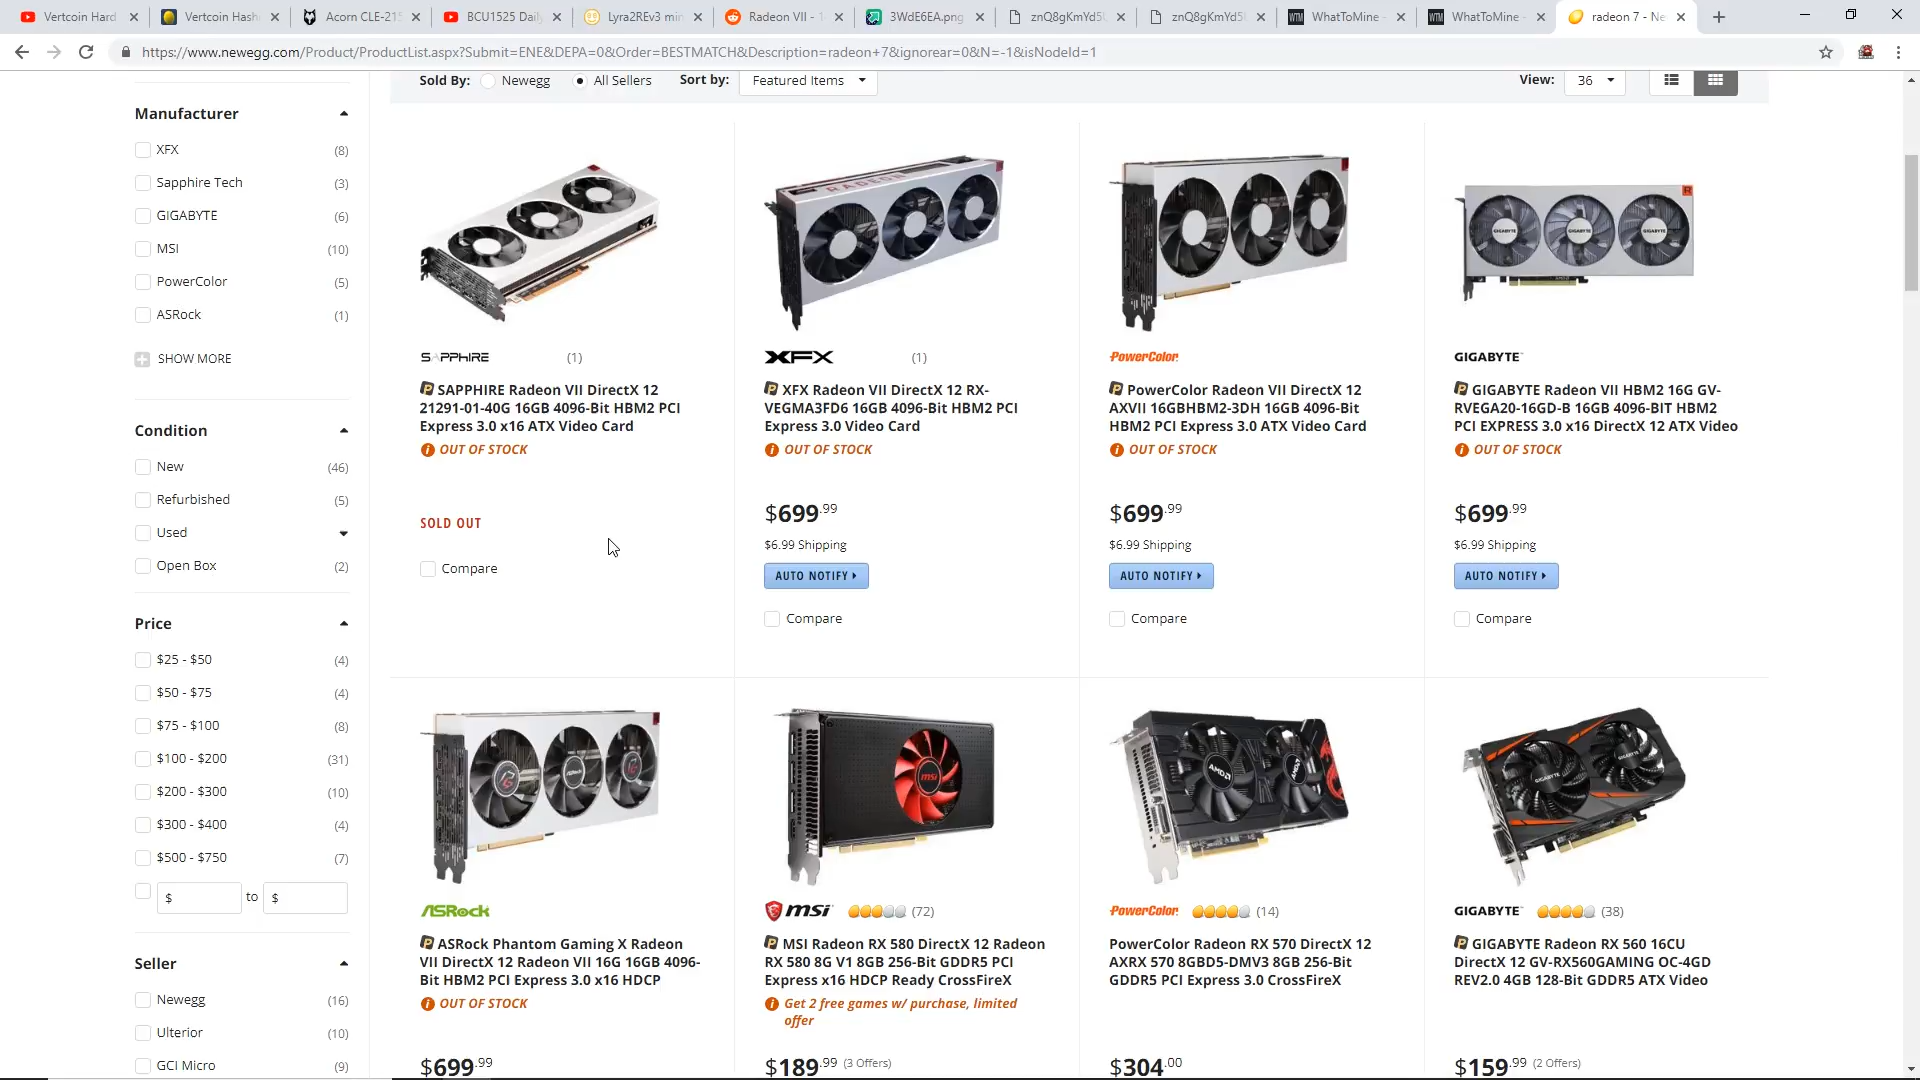 Vertcoin Hard
Vertcoin Hash
Acorn CLE-215
BCU1525 Daily
Lyra2REv3 min
Radeon VII - 1
3WdE6EA.png
znQ8gKmYd5
znQ8gKmYd5
WhatToMine -
WhatToMine -
radeon 7 - Ne
https://www.newegg.com/Product/ProductList.aspx?Submit=ENE&DEPA=0&Order=BESTMATCH&Description=radeon+7&ignorear=0&N=-1&isNodeId=1
Sold By: Newegg All Sellers Sort by: Featured Items View: 36
Manufacturer
XFX (8)
Sapphire Tech (3)
GIGABYTE (6)
MSI (10)
PowerColor (5)
ASRock (1)
SHOW MORE
Condition
New (46)
Refurbished (5)
Used
Open Box (2)
Price
$25 - $50 (4)
$50 - $75 (4)
$75 - $100 (8)
$100 - $200 (31)
$200 - $300 (10)
$300 - $400 (4)
$500 - $750 (7)
$ to $
Seller
Newegg (16)
Ulterior (10)
GCI Micro (9)
SAPPHIRE (1)
SAPPHIRE Radeon VII DirectX 12
21291-01-40G 16GB 4096-Bit HBM2 PCI
Express 3.0 x16 ATX Video Card
OUT OF STOCK
SOLD OUT
Compare
XFX (1)
XFX Radeon VII DirectX 12 RX-
VEGMA3FD6 16GB 4096-Bit HBM2 PCI
Express 3.0 Video Card
OUT OF STOCK
$699.99
$6.99 Shipping
AUTO NOTIFY
Compare
PowerColor
PowerColor Radeon VII DirectX 12
AXVII 16GBHBM2-3DH 16GB 4096-Bit
HBM2 PCI Express 3.0 ATX Video Card
OUT OF STOCK
$699.99
$6.99 Shipping
AUTO NOTIFY
Compare
GIGABYTE
GIGABYTE Radeon VII HBM2 16G GV-
RVEGA20-16GD-B 16GB 4096-BIT HBM2
PCI EXPRESS 3.0 x16 DirectX 12 ATX Video
OUT OF STOCK
$699.99
$6.99 Shipping
AUTO NOTIFY
Compare
ASRock
ASRock Phantom Gaming X Radeon
VII DirectX 12 Radeon VII 16G 16GB 4096-
Bit HBM2 PCI Express 3.0 x16 HDCP
OUT OF STOCK
$699.99
msi (72)
MSI Radeon RX 580 DirectX 12 Radeon
RX 580 8G V1 8GB 256-Bit GDDR5 PCI
Express x16 HDCP Ready CrossFireX
Get 2 free games w/ purchase, limited
offer
$189.99 (3 Offers)
PowerColor (14)
PowerColor Radeon RX 570 DirectX 12
AXRX 570 8GBD5-DMV3 8GB 256-Bit
GDDR5 PCI Express 3.0 CrossFireX
$304.00
GIGABYTE (38)
GIGABYTE Radeon RX 560 16CU
DirectX 12 GV-RX560GAMING OC-4GD
REV2.0 4GB 128-Bit GDDR5 ATX Video
$159.99 (2 Offers)